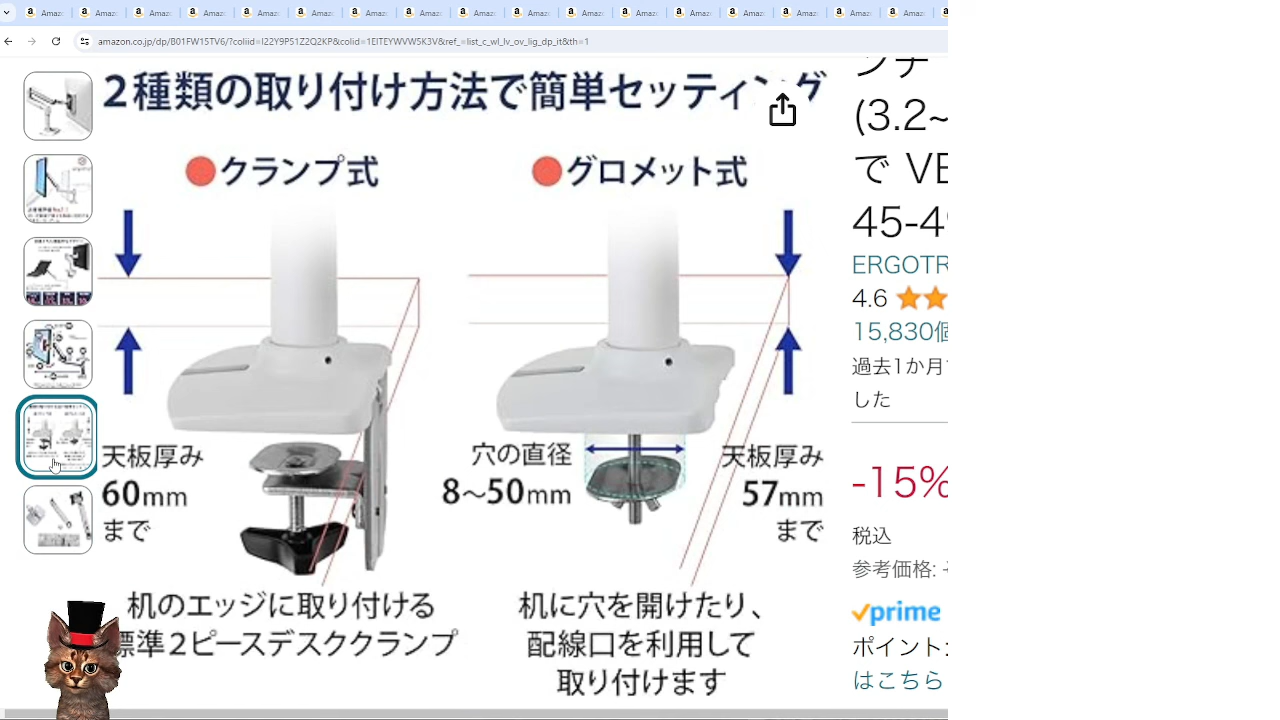 amazon.co.jp/dp/B01FW15TV6/?coliid=I22Y9PS1Z2Q2KP&colid=1EITEYWVW5K3V&ref_=list_c_wl_lv_ov_lig_dp_it&th=1
2種類の取り付け方法で簡単セッティング
クランプ式
グロメット式
天板厚み
60mm
まで
穴の直径
8～50mm
天板厚み
57mm
まで
机のエッジに取り付ける
標準2ピースデスククランプ
机に穴を開けたり、
配線口を利用して
取り付けます
ンチ
(3.2~
で VE
45-49
ERGOTR
4.6
15,830個
過去1か月
した
-15%
税込
参考価格:
prime
ポイント
はこちら